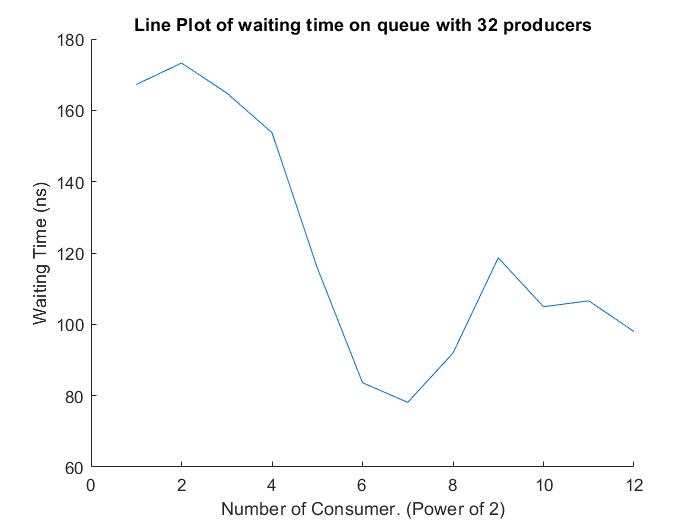 Line Plot of waiting time on queue with 32 producers
180
160
140
120
100
80
60
Waiting Time (ns)
0 2 4 6 8 10 12
Number of Consumer. (Power of 2)